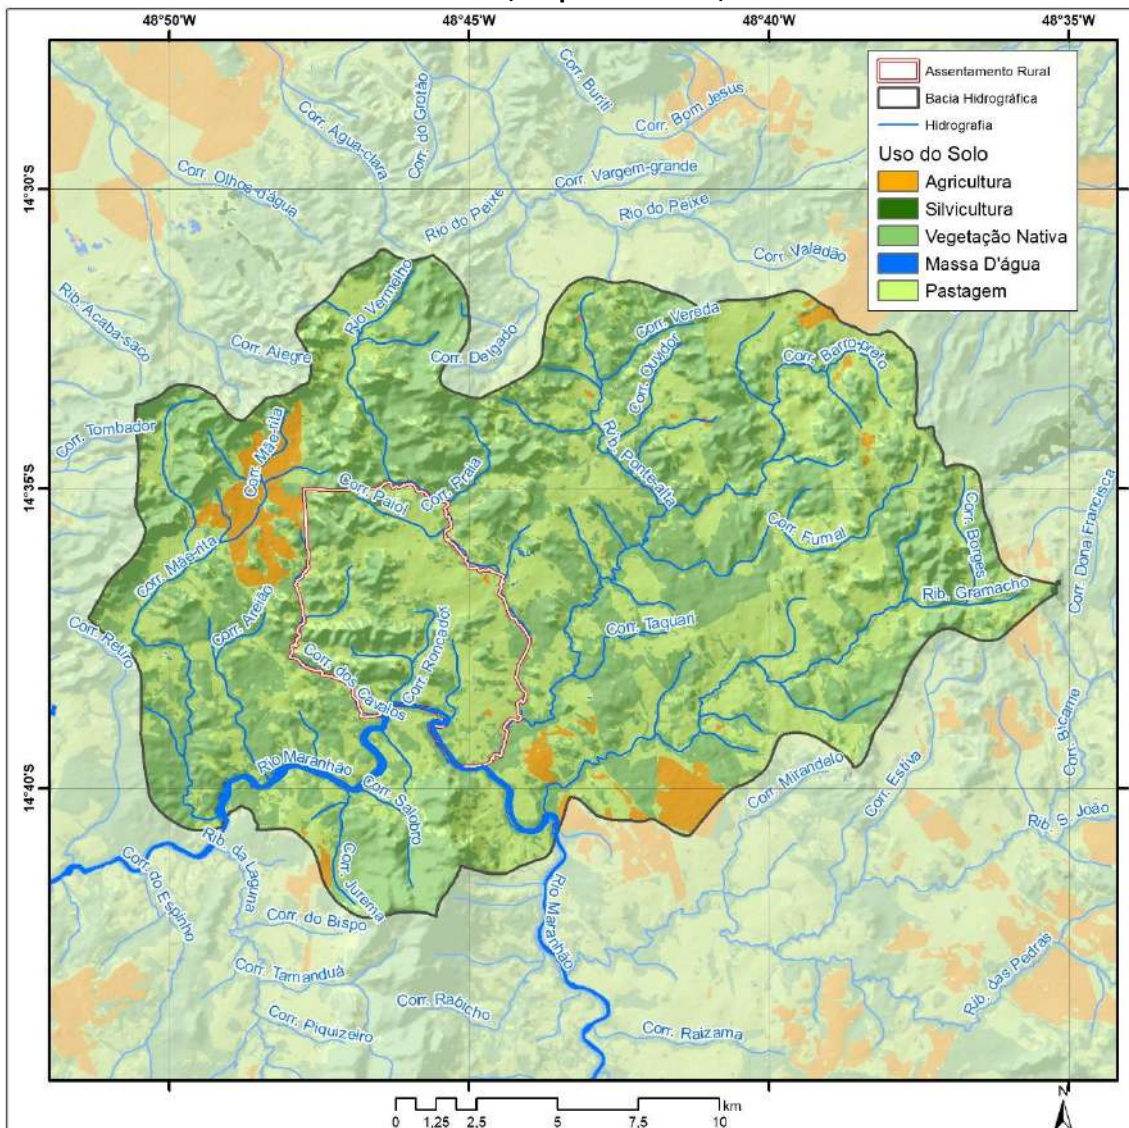 48°50'W
48°45'W
48°40'W
48°35'W
Assentamento Rural
Bacia Hidrográfica
Hidrografia
Uso do Solo
Agricultura
Silvicultura
Vegetação Nativa
Massa D'água
Pastagem
14°30'S
14°35'S
14°40'S
Corr. Buriti
Corr. Bom Jesus
Corr. do Grotão
Corr. Água-clara
Corr. Olhos-d'água
Corr. Vargem-grande
Rio do Peixe
Rio do Peixe
Corr. Valadão
Rio Vermelho
Rib. Acaba-saco
Corr. Alegre
Corr. Delgado
Corr. Vereda
Corr. Ouvidor
Corr. Barro-preto
Corr. Tombador
Corr. Mãe-rita
Rib. Ponte-alta
Corr. Praia
Corr. Paiol
Corr. Fumal
Corr. Borges
Corr. Dona Francisca
Corr. Mãe-rita
Rib. Gramacho
Corr. Areião
Corr. Taquari
Corr. Retiro
Corr. Roncador
Corr. dos Cavalos
Corr. Bicame
Rio Maranhão
Corr. Mirandelo
Corr. Estiva
Corr. Salobro
Rib. S. João
Rib. da Laguna
Corr. Jurema
Corr. do Espinho
Corr. do Bispo
Rio Maranhão
Corr. Tamanduá
Rib. das Pedras
Corr. Rabicho
Corr. Piquizeiro
Corr. Raizama
N
km
0 1,25 2,5 5 7,5 10